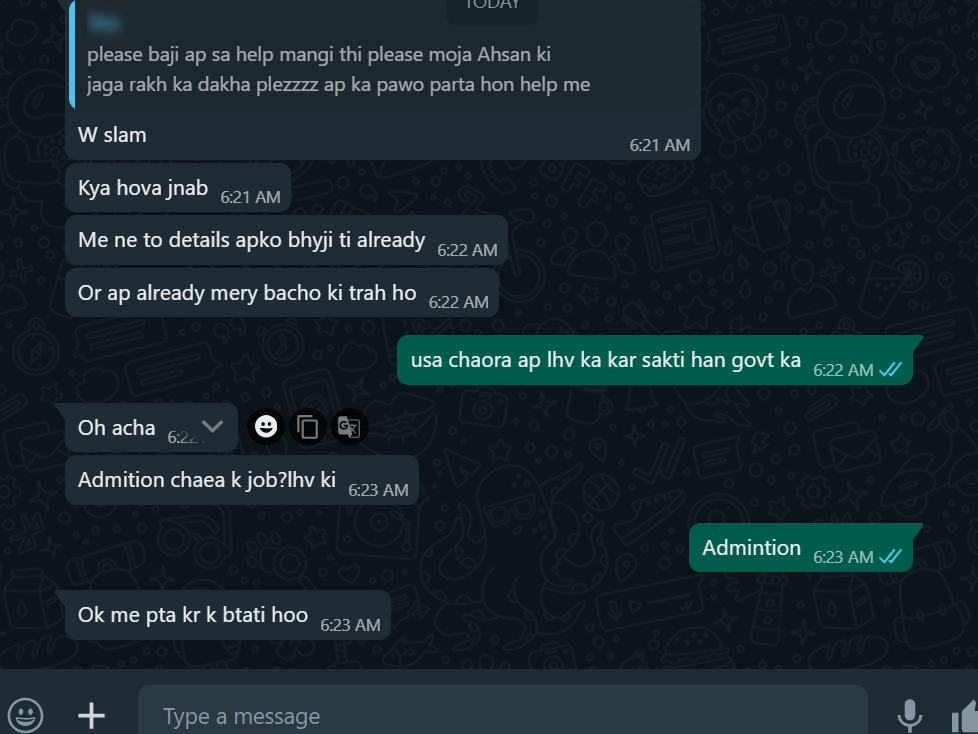 TODAY
please baji ap sa help mangi thi please moja Ahsan ki
jaga rakh ka dakha plezzzz ap ka pawo parta hon help me
W slam
6:21 AM
Kya hova jnab 6:21 AM
Me ne to details apko bhyji ti already 6:22 AM
Or ap already mery bacho ki trah ho 6:22 AM
usa chaora ap lhv ka kar sakti han govt ka 6:22 AM
Oh acha 6:22
Admition chaea k job?lhv ki 6:23 AM
Admintion 6:23 AM
Ok me pta kr k btati hoo 6:23 AM
Type a message